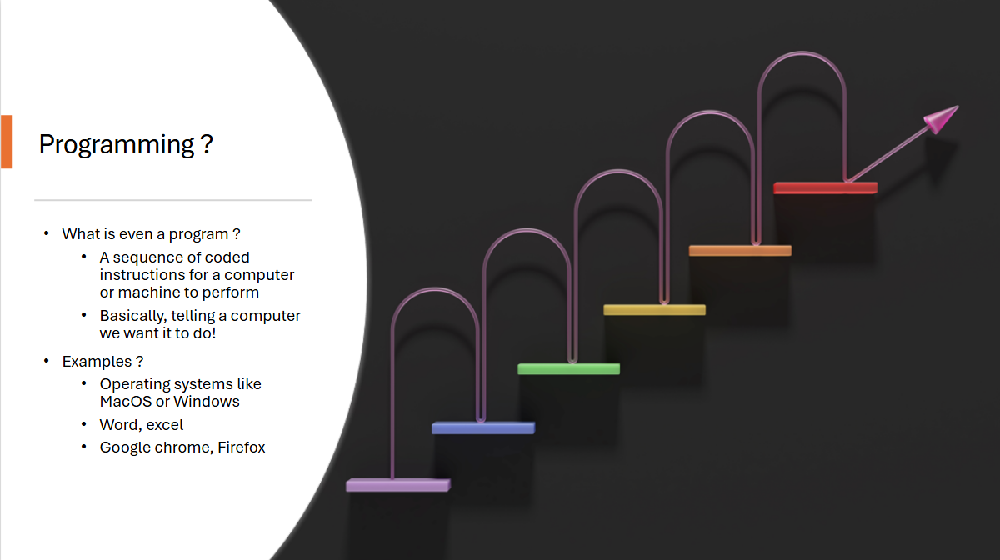 Programming ?
• What is even a program ?
• A sequence of coded
instructions for a computer
or machine to perform
• Basically, telling a computer
we want it to do!
• Examples ?
• Operating systems like
MacOS or Windows
• Word, excel
• Google chrome, Firefox